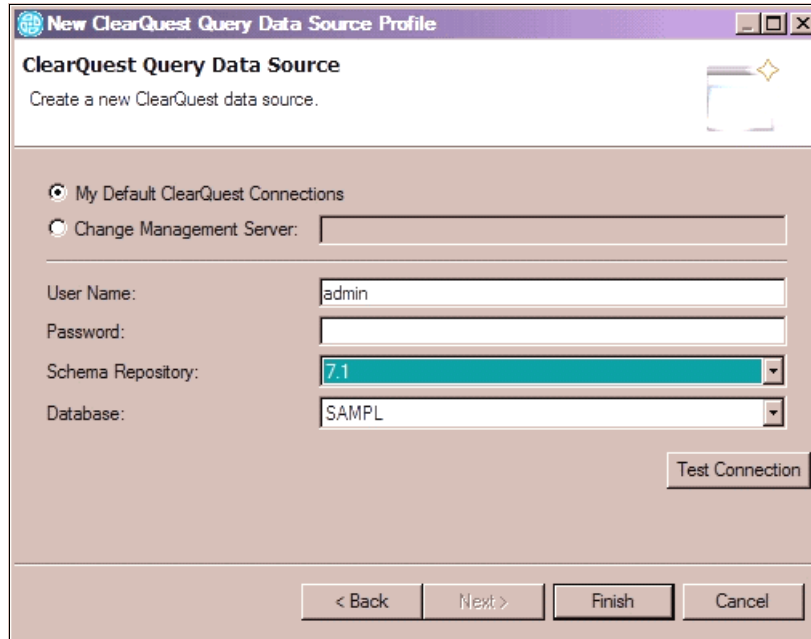 New ClearQuest Query Data Source Profile
ClearQuest Query Data Source
Create a new ClearQuest data source.
My Default ClearQuest Connections
Change Management Server:
User Name: admin
Password:
Schema Repository: 7.1
Database: SAMPL
Test Connection
< Back Next > Finish Cancel